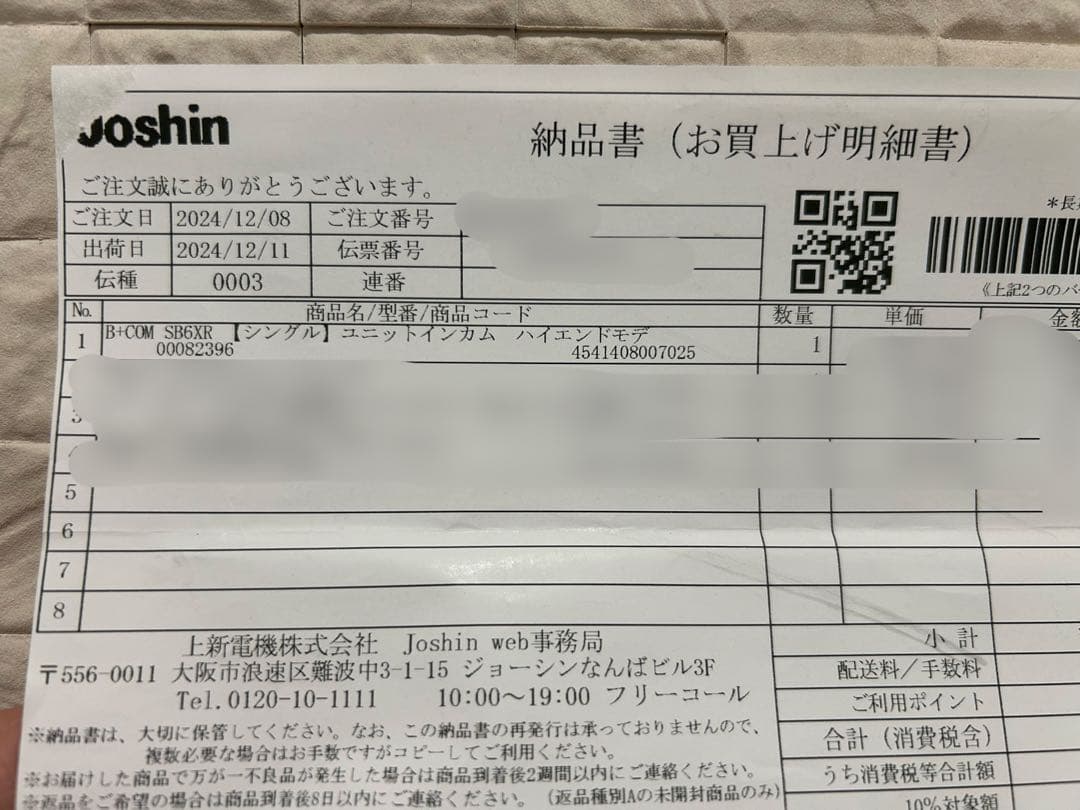 Joshin
納品書（お買上げ明細書）
ご注文誠にありがとうございます。
ご注文日 2024/12/08 ご注文番号
出荷日 2024/12/11 伝票番号
伝種 0003 連番
＊長
《上記2つのバ
No. 商品名/型番/商品コード 数量 単価 金額
1 B+COM SB6XR 【シングル】ユニットインカム ハイエンドモデ 1
00082396 4541408007025
3
5
6
7
8
上新電機株式会社 Joshin web事務局
〒556-0011 大阪市浪速区難波中3-1-15 ジョーシンなんばビル3F
Tel.0120-10-1111 10:00～19:00 フリーコール
※納品書は、大切に保管してください。なお、この納品書の再発行は承っておりませんので、
複数必要な場合はお手数ですがコピーしてご利用ください。
※お届けした商品で万が一不良品が発生した場合は商品到着後2週間以内にご連絡ください。
※返品をご希望の場合は商品到着後8日以内にご連絡ください。（返品種別Aの未開封商品のみ）
小計
配送料／手数料
ご利用ポイント
合計（消費税含）
うち消費税等合計額
10%対象額